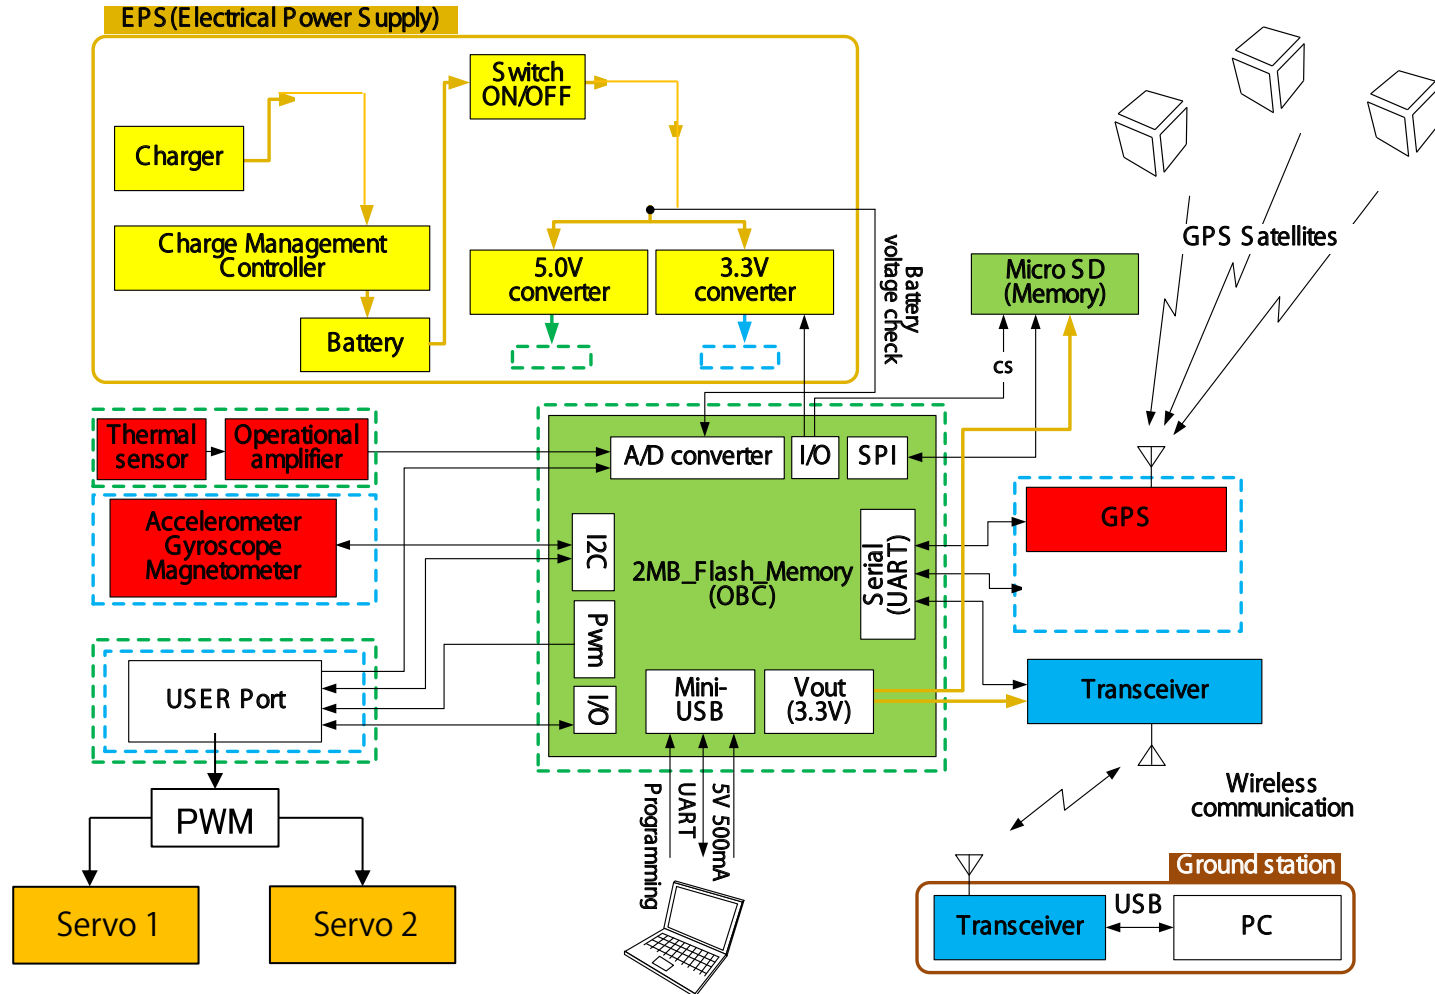 EPS(Electrical Power Supply)
Switch
ON/OFF
Charger
Charge Management
Controller
Battery
5.0V
converter
3.3V
converter
Battery
voltage check
Micro SD
(Memory)
GPS Satellites
cs
Thermal
sensor
Operational
amplifier
A/D converter
I/O
SPI
Accelerometer
Gyroscope
Magnetometer
I2C
2MB_Flash_Memory
(OBC)
Serial
(UART)
GPS
Pwm
USER Port
I/O
Mini-
USB
Vout
(3.3V)
Transceiver
Programming
UART
5V 500mA
Wireless
communication
PWM
Servo 1
Servo 2
Ground station
Transceiver
USB
PC